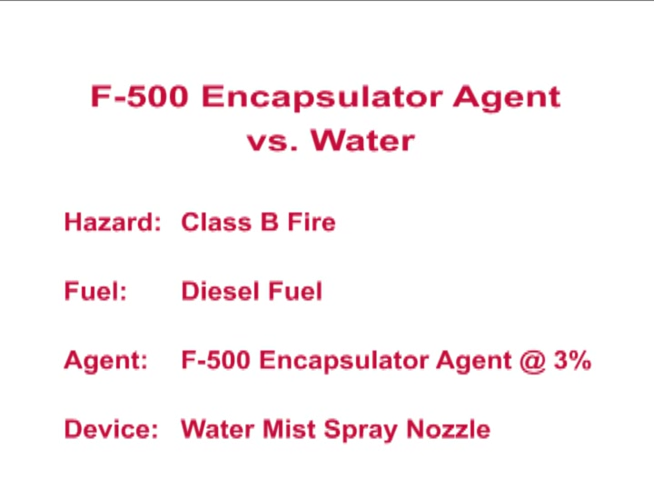 F-500 Encapsulator Agent
vs. Water
Hazard: Class B Fire
Fuel: Diesel Fuel
Agent: F-500 Encapsulator Agent @ 3%
Device: Water Mist Spray Nozzle